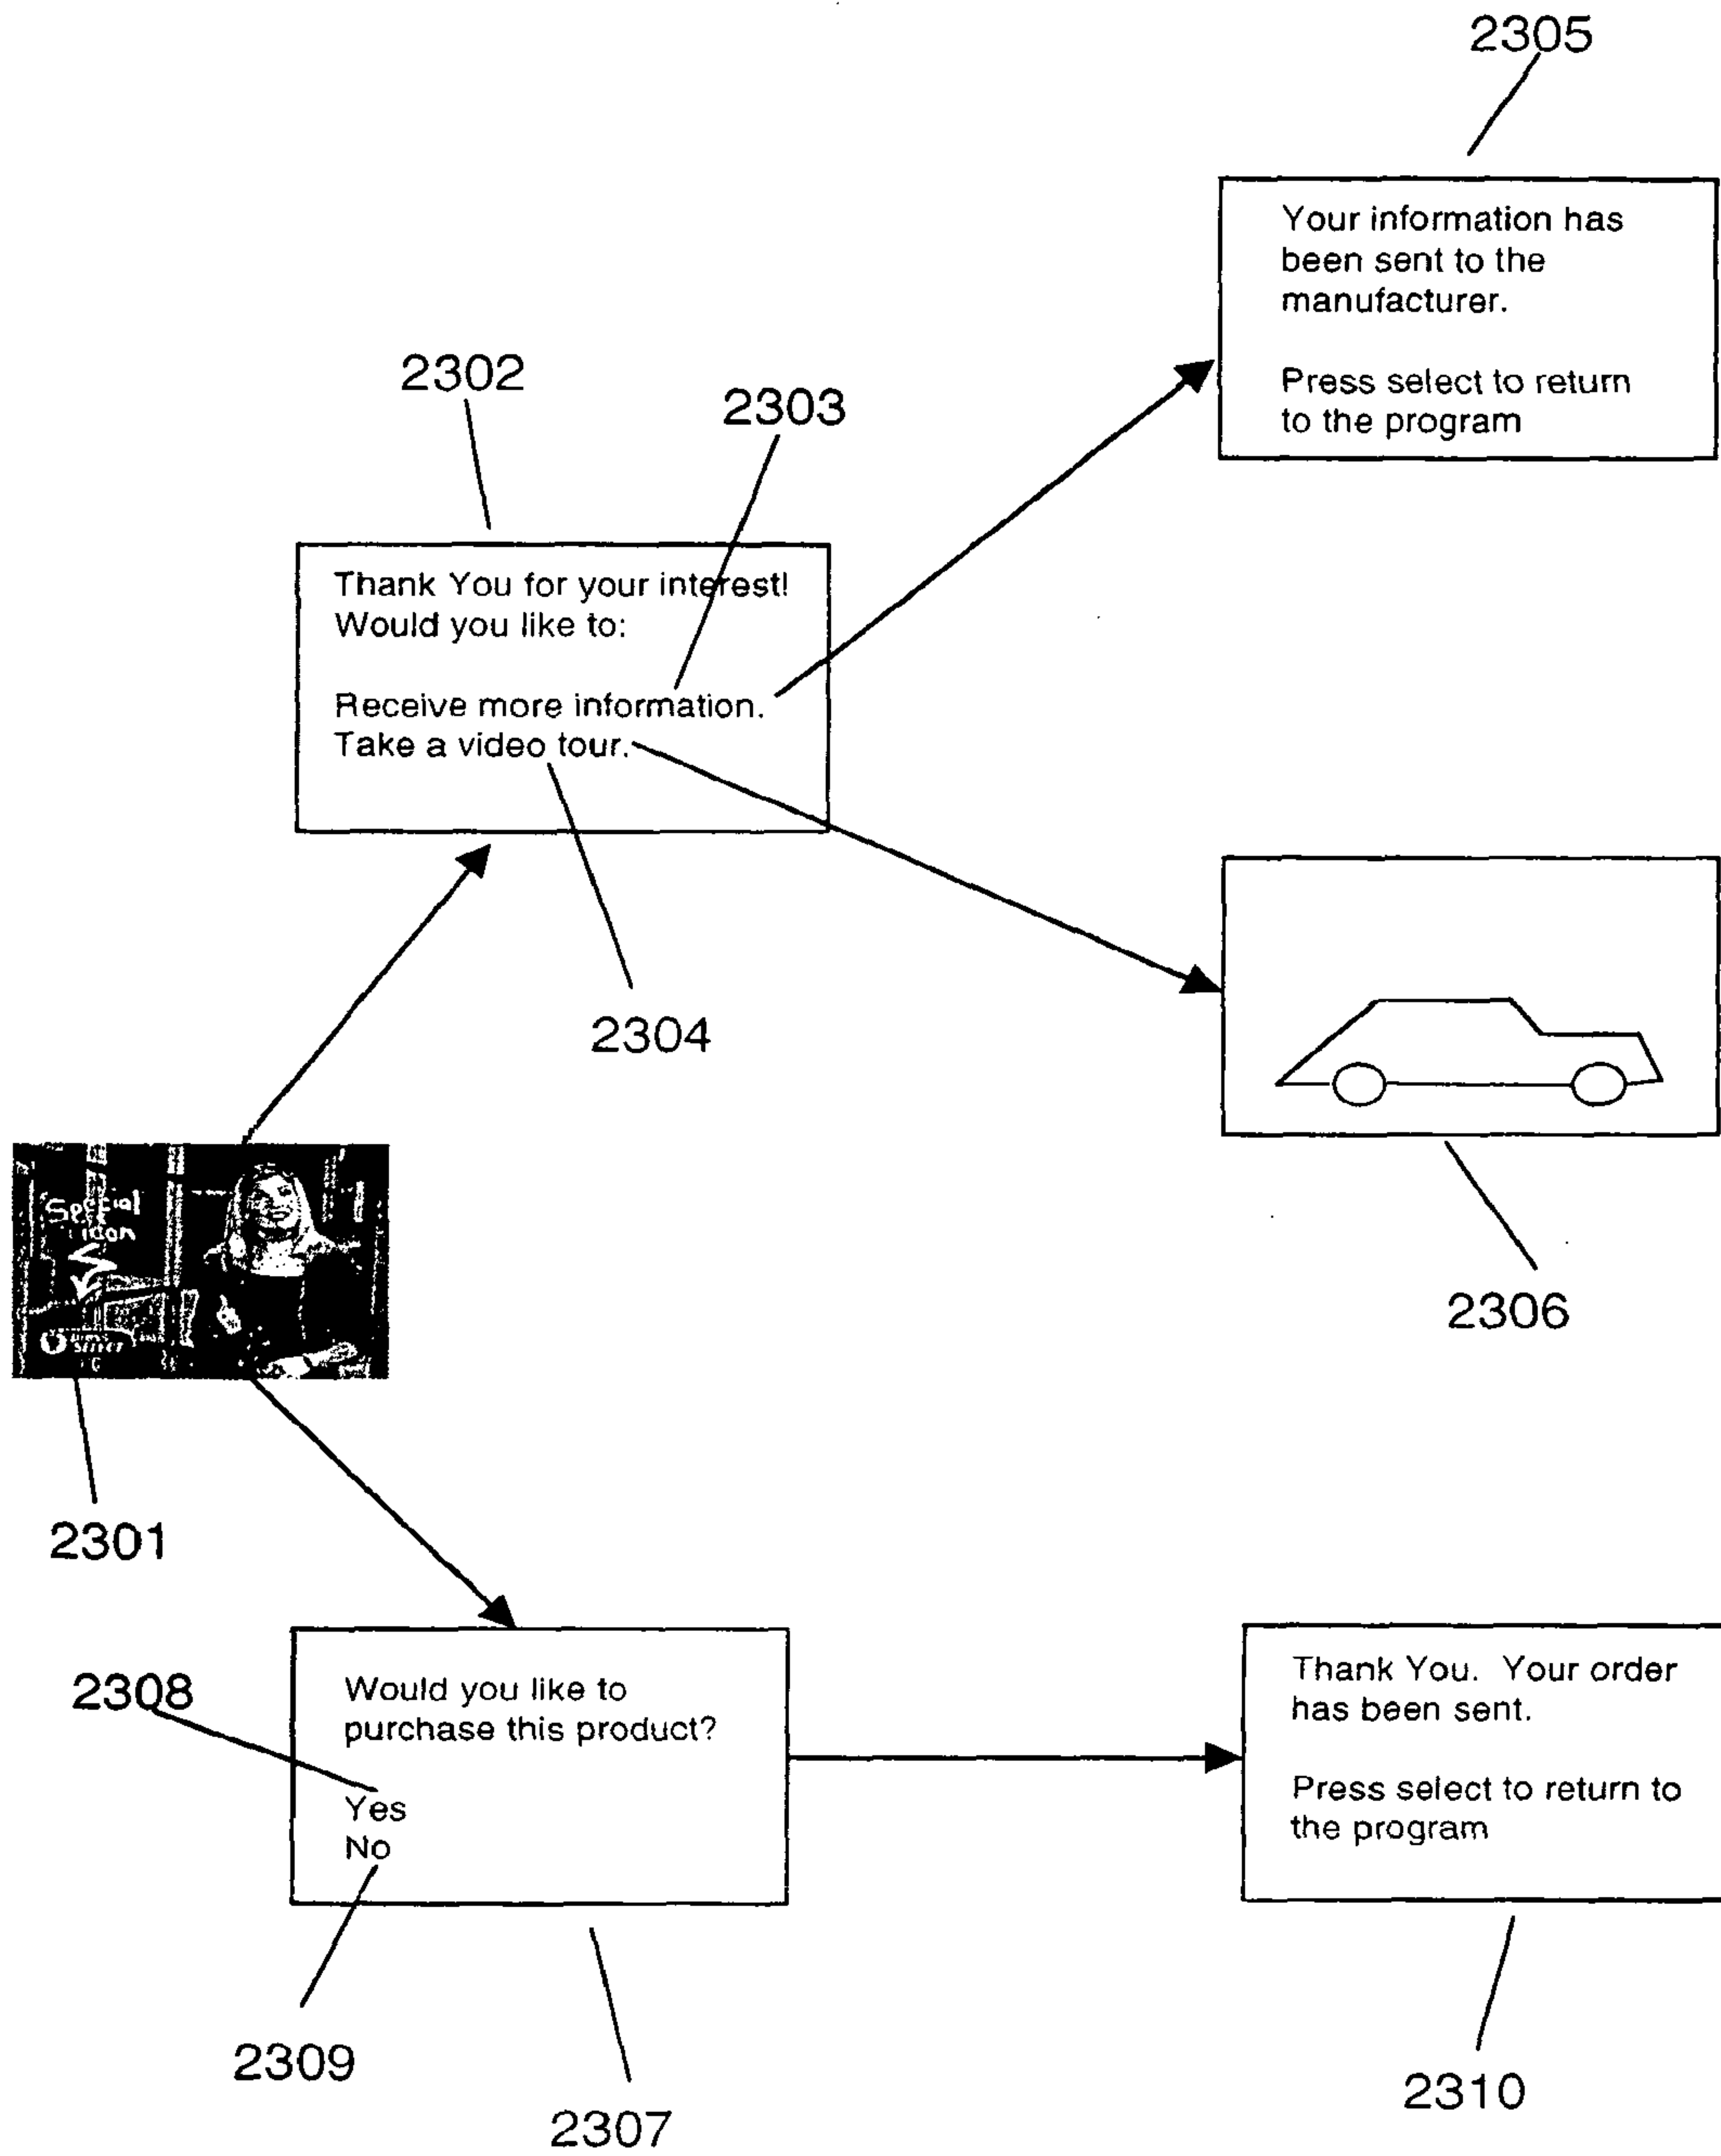 2305
Your information has
been sent to the
manufacturer.
Press select to return
to the program
2302
2303
Thank You for your interest!
Would you like to:
Receive more information.
Take a video tour.
2304
2306
Special
icon
PRESS
SELECT
2301
2308
Would you like to
purchase this product?
Yes
No
2309
2307
Thank You. Your order
has been sent.
Press select to return to
the program
2310